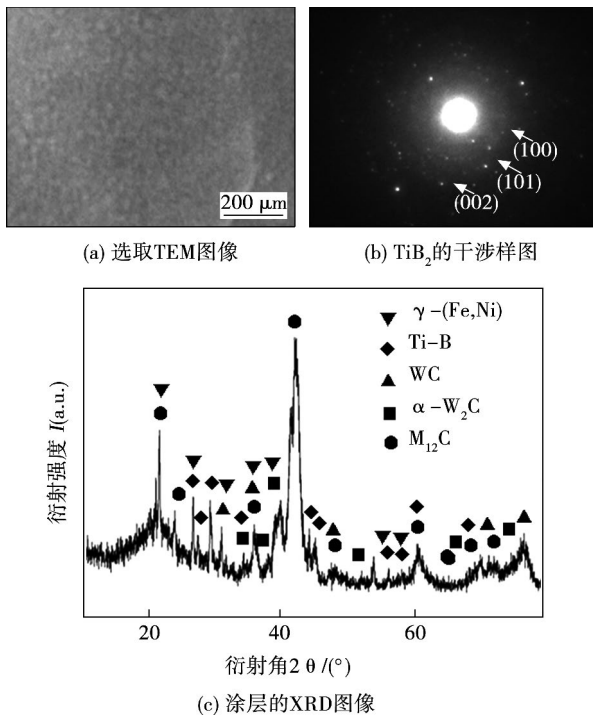 200 μm
(100)
(101)
(002)
(a) 选取TEM图像
(b) TiB2的干涉样图
γ-(Fe,Ni)
Ti-B
WC
α-W2C
M12C
衍射强度 I(a.u.)
20
40
60
衍射角2 θ /(°)
(c) 涂层的XRD图像